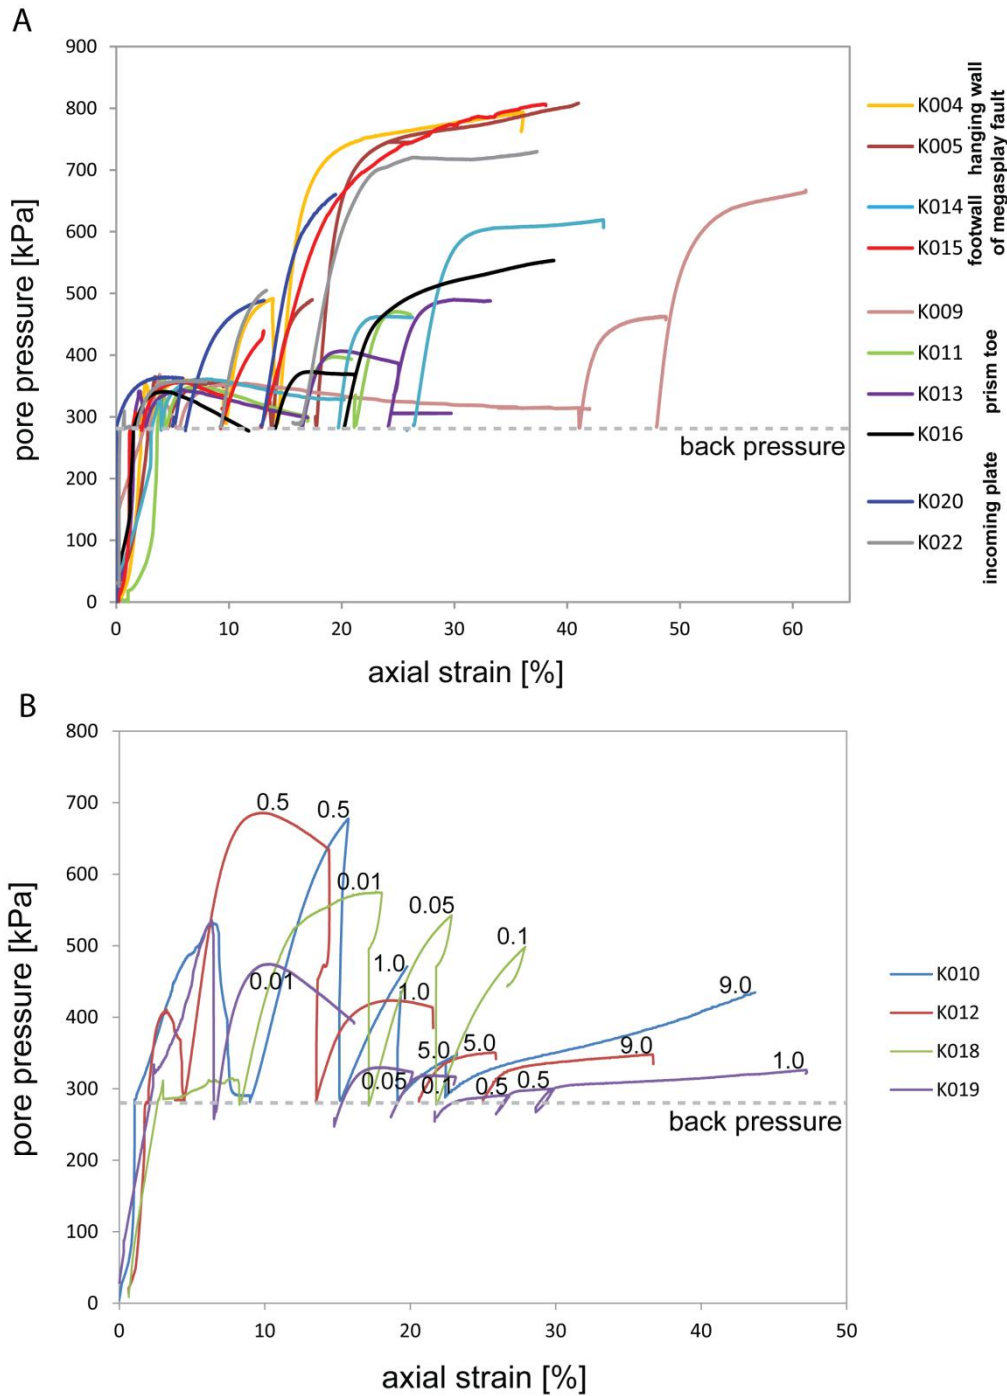 A
900
800
700
600
500
400
300
200
100
0
pore pressure [kPa]
0 10 20 30 40 50 60
axial strain [%]
back pressure
K004
K005
hanging wall
K014
K015
footwall
of megasplay fault
K009
K011
K013
K016
prism toe
K020
K022
incoming plate
B
800
700
600
500
400
300
200
100
0
pore pressure [kPa]
0 10 20 30 40 50
axial strain [%]
0.5 0.5
0.01 0.05
0.1
0.01 1.0
1.0
9.0
5.0 5.0 9.0
0.05 0.1 0.5 0.5 1.0
back pressure
K010
K012
K018
K019